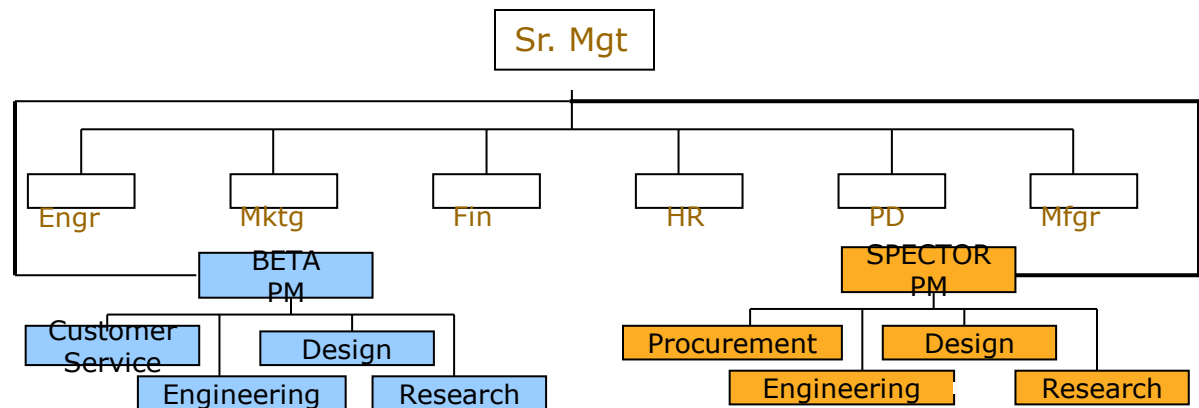 Sr. Mgt
Engr
Mktg
Fin
HR
PD
Mfgr
BETA
PM
SPECTOR
PM
Customer
Service
Design
Procurement
Design
Engineering
Research
Engineering
Research